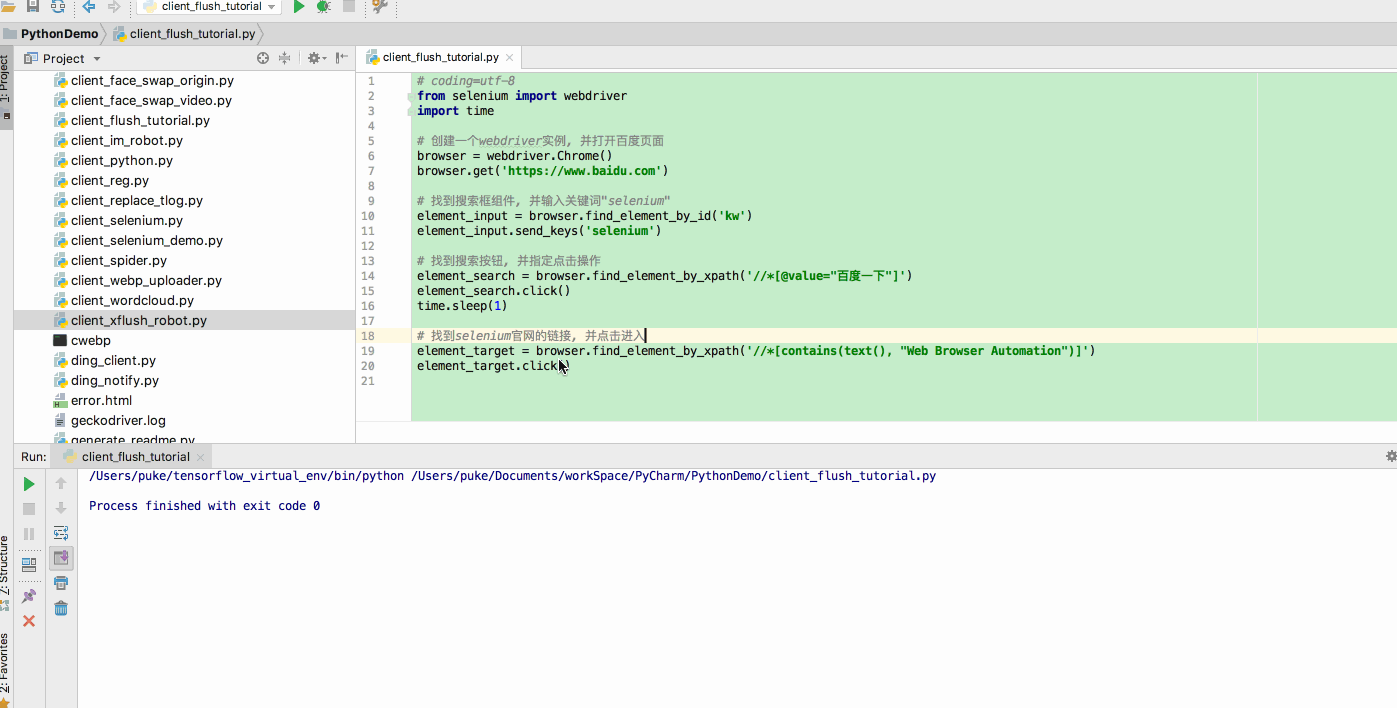 client_flush_tutorial
PythonDemo
client_flush_tutorial.py
1: Project
Project
client_face_swap_origin.py
client_face_swap_video.py
client_flush_tutorial.py
client_im_robot.py
client_python.py
client_reg.py
client_replace_tlog.py
client_selenium.py
client_selenium_demo.py
client_spider.py
client_webp_uploader.py
client_wordcloud.py
client_xflush_robot.py
cwebp
ding_client.py
ding_notify.py
error.html
geckodriver.log
generate_readme.py
client_flush_tutorial.py
1 # coding=utf-8
2 from selenium import webdriver
3 import time
4
5 # 创建一个webdriver实例, 并打开百度页面
6 browser = webdriver.Chrome()
7 browser.get('https://www.baidu.com')
8
9 # 找到搜索框组件, 并输入关键词"selenium"
10 element_input = browser.find_element_by_id('kw')
11 element_input.send_keys('selenium')
12
13 # 找到搜索按钮, 并指定点击操作
14 element_search = browser.find_element_by_xpath('//*[@value="百度一下"]')
15 element_search.click()
16 time.sleep(1)
17
18 # 找到selenium官网的链接, 并点击进入
19 element_target = browser.find_element_by_xpath('//*[contains(text(), "Web Browser Automation")]')
20 element_target.click()
21
Run: client_flush_tutorial
/Users/puke/tensorflow_virtual_env/bin/python /Users/puke/Documents/workSpace/PyCharm/PythonDemo/client_flush_tutorial.py
Process finished with exit code 0
7: Structure
2: Favorites